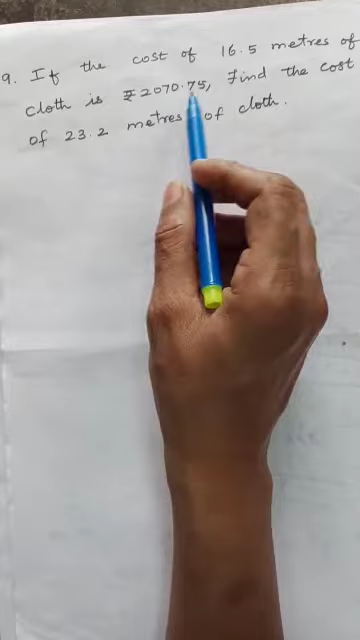 9. If the cost of 16.5 metres of
cloth is ₹2070.75, Find the cost
of 23.2 metres of cloth.